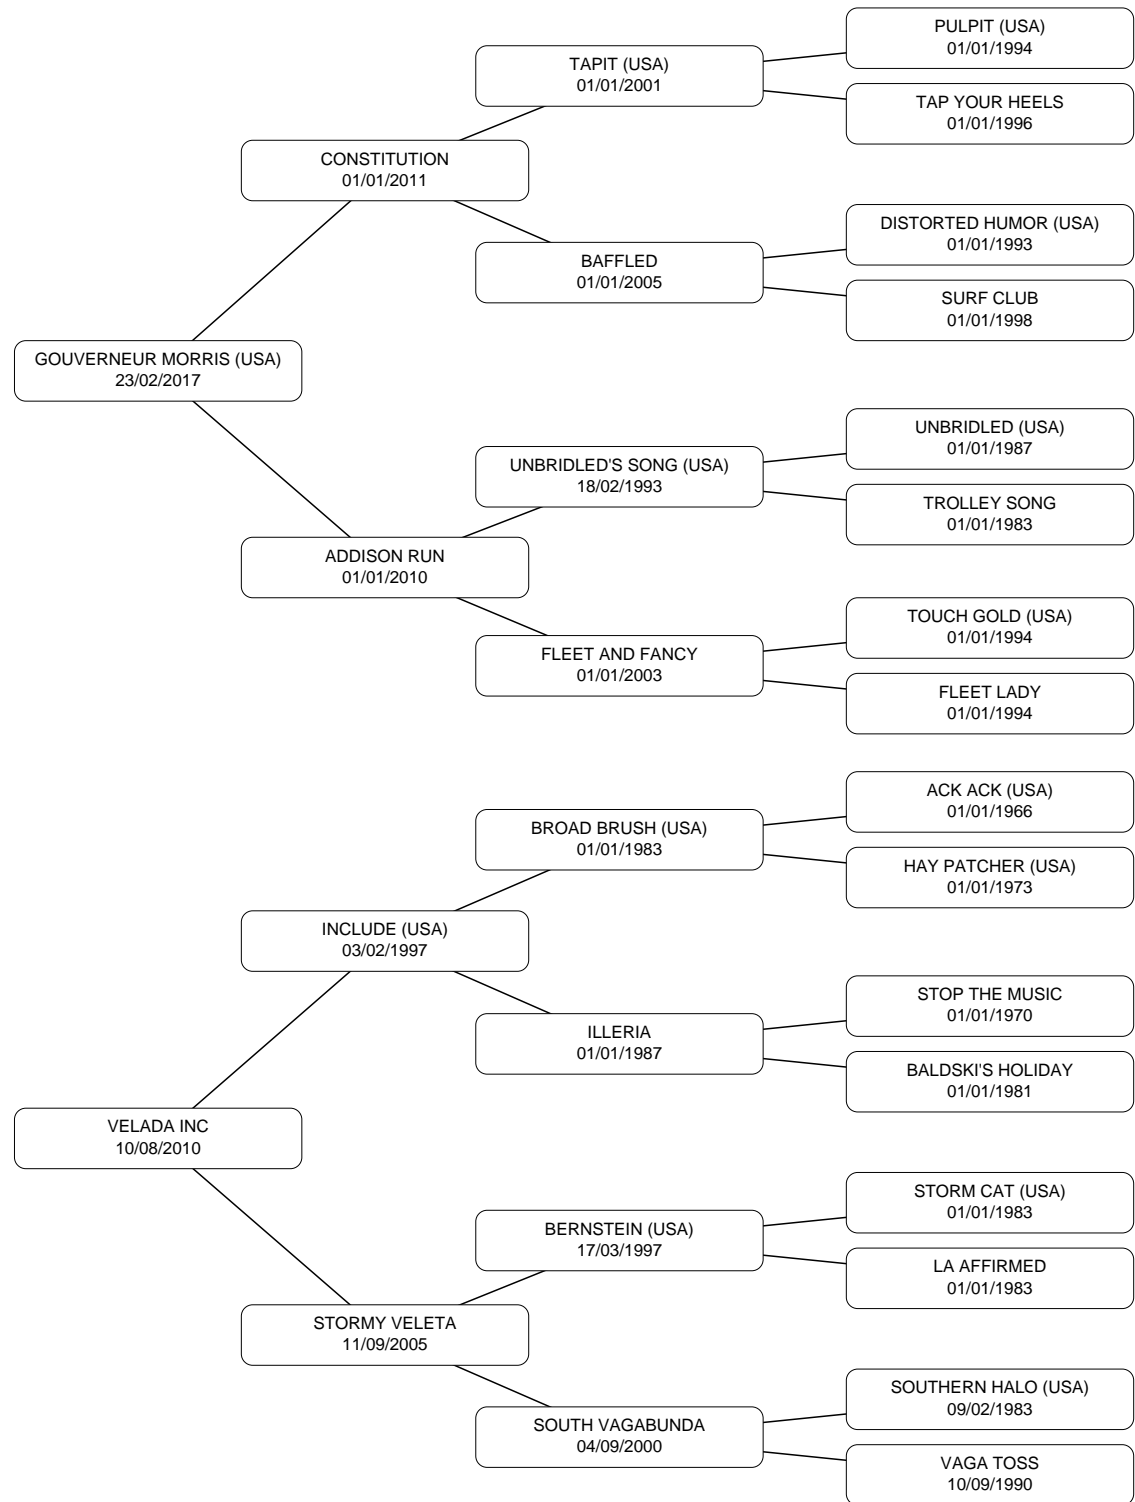 PULPIT (USA)
01/01/1994
TAPIT (USA)
01/01/2001
TAP YOUR HEELS
01/01/1996
CONSTITUTION
01/01/2011
DISTORTED HUMOR (USA)
01/01/1993
BAFFLED
01/01/2005
SURF CLUB
01/01/1998
GOUVERNEUR MORRIS (USA)
23/02/2017
UNBRIDLED (USA)
01/01/1987
UNBRIDLED'S SONG (USA)
18/02/1993
TROLLEY SONG
01/01/1983
ADDISON RUN
01/01/2010
TOUCH GOLD (USA)
01/01/1994
FLEET AND FANCY
01/01/2003
FLEET LADY
01/01/1994
ACK ACK (USA)
01/01/1966
BROAD BRUSH (USA)
01/01/1983
HAY PATCHER (USA)
01/01/1973
INCLUDE (USA)
03/02/1997
STOP THE MUSIC
01/01/1970
ILLERIA
01/01/1987
BALDSKI'S HOLIDAY
01/01/1981
VELADA INC
10/08/2010
STORM CAT (USA)
01/01/1983
BERNSTEIN (USA)
17/03/1997
LA AFFIRMED
01/01/1983
STORMY VELETA
11/09/2005
SOUTHERN HALO (USA)
09/02/1983
SOUTH VAGABUNDA
04/09/2000
VAGA TOSS
10/09/1990